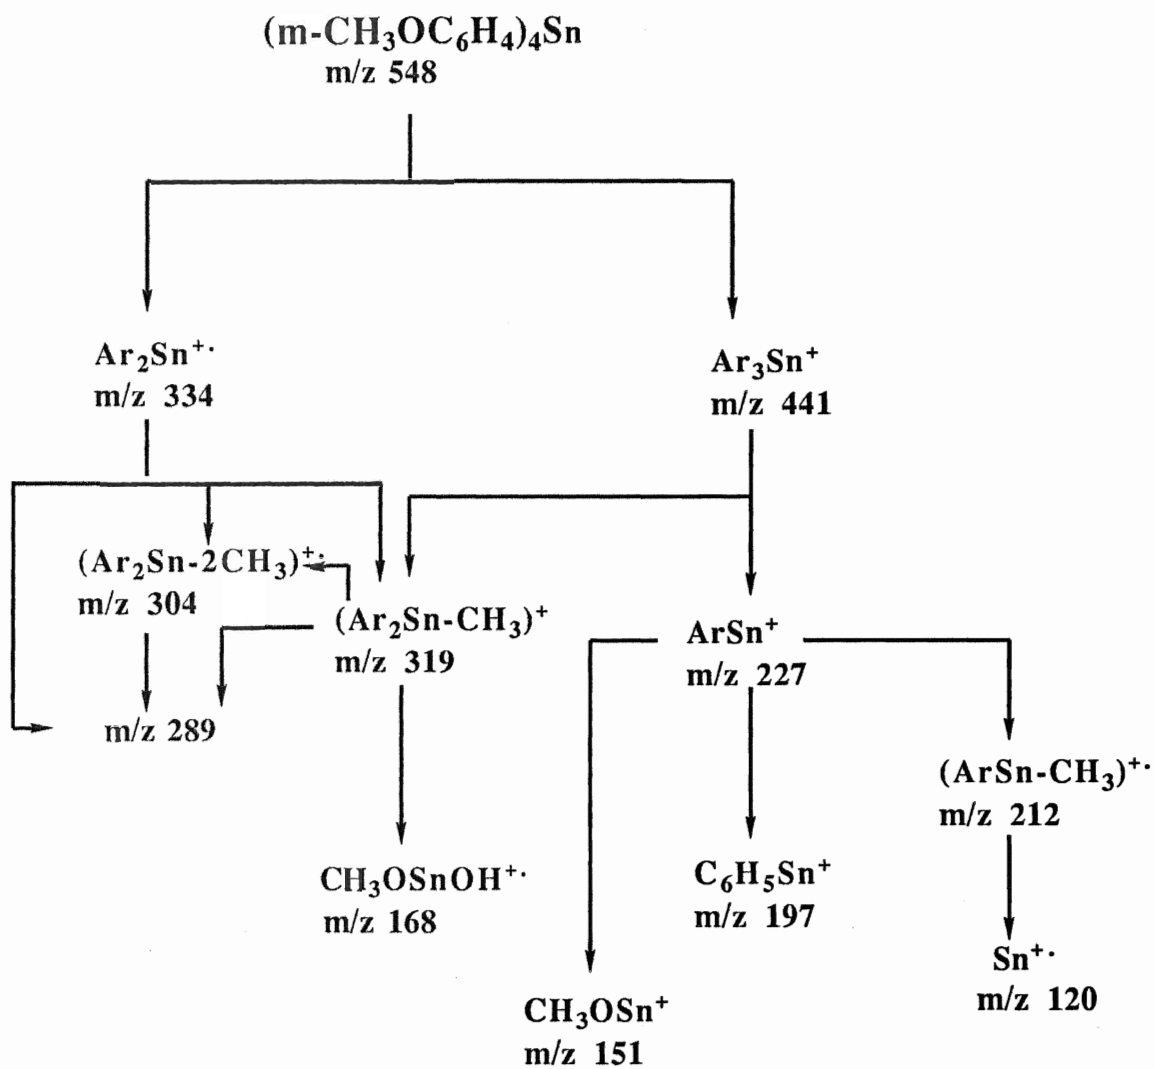 (m-CH₃OC₆H₄)₄Sn
m/z 548
Ar₂Sn⁺·
m/z 334
Ar₃Sn⁺
m/z 441
(Ar₂Sn-2CH₃)⁺·
m/z 304
(Ar₂Sn-CH₃)⁺
m/z 319
ArSn⁺
m/z 227
m/z 289
(ArSn-CH₃)⁺·
m/z 212
CH₃OSnOH⁺·
m/z 168
C₆H₅Sn⁺
m/z 197
Sn⁺·
m/z 120
CH₃OSn⁺
m/z 151